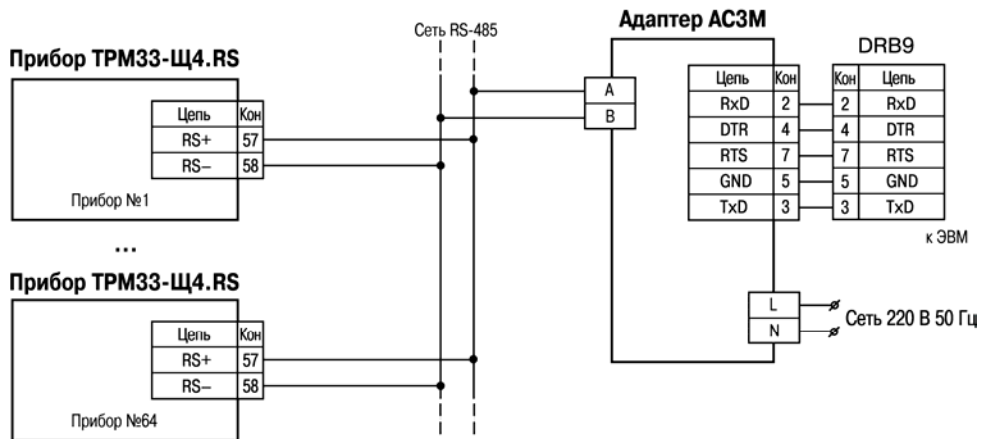 Сеть RS-485
Адаптер АС3М
Прибор ТРМ33-Щ4.RS
DRB9
Цепь Кон
RS+ 57
RS– 58
Прибор №1
A
B
Цепь Кон Кон Цепь
RxD 2 2 RxD
DTR 4 4 DTR
RTS 7 7 RTS
GND 5 5 GND
TxD 3 3 TxD
к ЭВМ
...
Прибор ТРМ33-Щ4.RS
Цепь Кон
RS+ 57
RS– 58
Прибор №64
L
N
Сеть 220 В 50 Гц